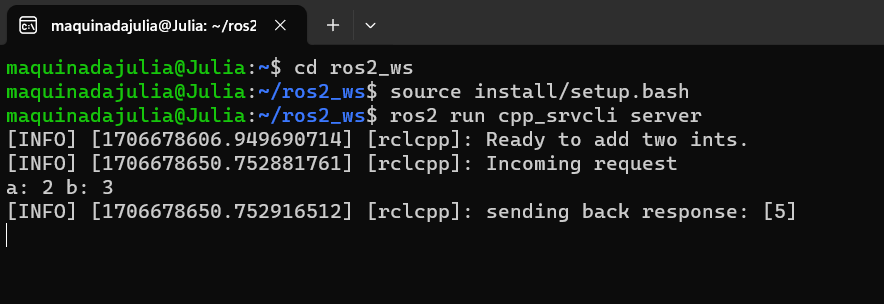 maquinadajulia@Julia: ~/ros2
maquinadajulia@Julia:~$ cd ros2_ws
maquinadajulia@Julia:~/ros2_ws$ source install/setup.bash
maquinadajulia@Julia:~/ros2_ws$ ros2 run cpp_srvcli server
[INFO] [1706678606.949690714] [rclcpp]: Ready to add two ints.
[INFO] [1706678650.752881761] [rclcpp]: Incoming request
a: 2 b: 3
[INFO] [1706678650.752916512] [rclcpp]: sending back response: [5]